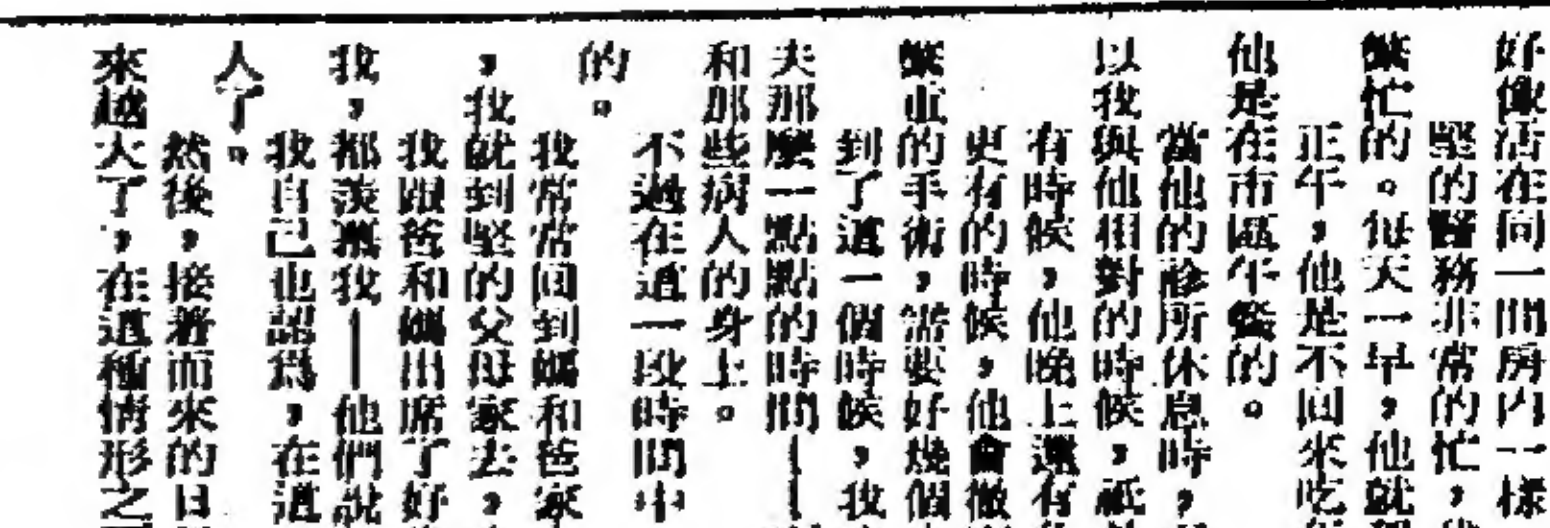 好像活在同一間房內一樣
堅的醫務非常的忙，
繁忙的。每天一早，他就
正午，他是不回來吃
他是在市區午餐的。
當他的診所休息時，
以我與他相對的時候，祗
有時候，他晚上還有
更有的時候，他會做
繁重的手術，需要好幾個
到了這一個時候，我
夫那麼一點點的時間——
和那些病人的身上。
不過在這一段時間中
的。
我常常回到媽和爸家
，我就到堅的父母家去，
我跟爸和媽出席了好
我，都羨慕我——他們說
我自己也認爲，在這
人了。
然後，接着而來的日
來越大了，在這種情形之